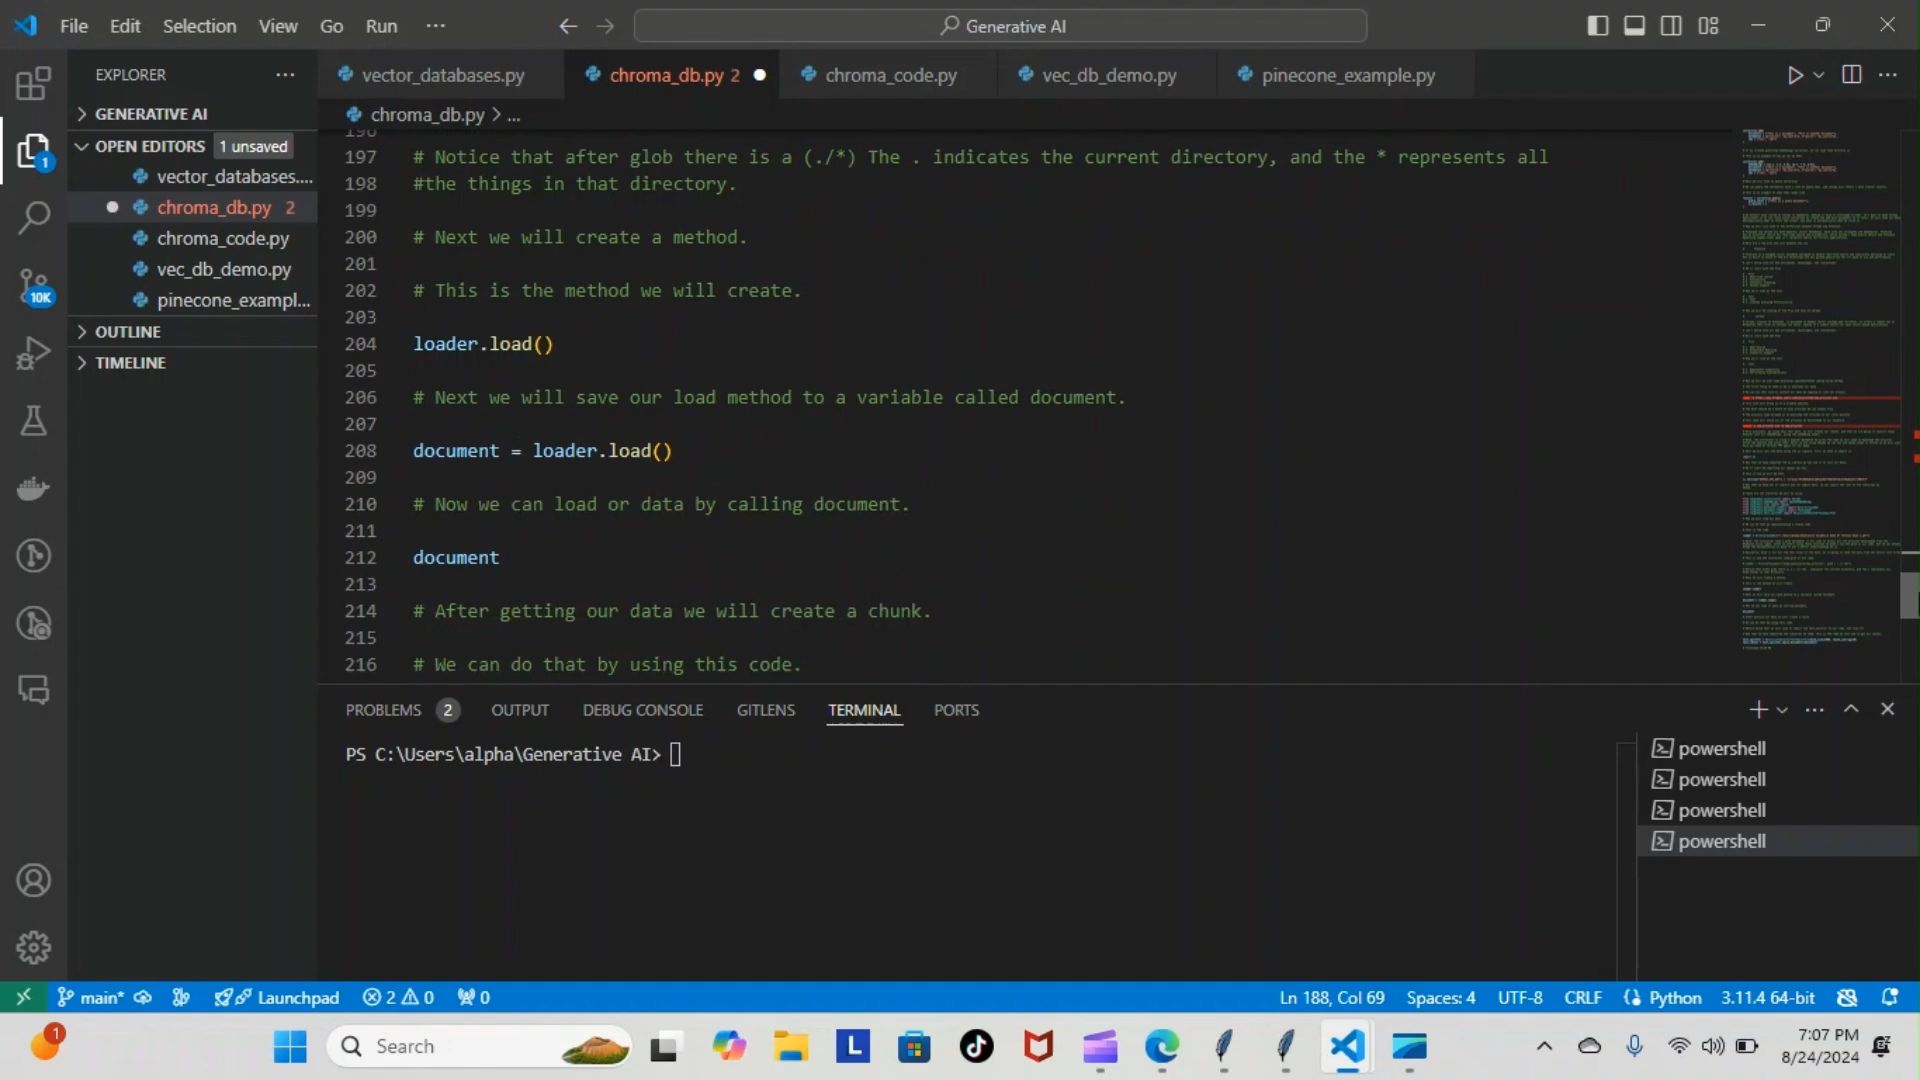 File Edit Selection View Go Run ...
Generative AI
EXPLORER
GENERATIVE AI
OPEN EDITORS 1 unsaved
vector_databases....
chroma_db.py 2
chroma_code.py
vec_db_demo.py
pinecone_exampl...
OUTLINE
TIMELINE
1
10K
vector_databases.py chroma_db.py 2 chroma_code.py vec_db_demo.py pinecone_example.py
chroma_db.py > ...
196
197 # Notice that after glob there is a (./*) The . indicates the current directory, and the * represents all
198 #the things in that directory.
199
200 # Next we will create a method.
201
202 # This is the method we will create.
203
204 loader.load()
205
206 # Next we will save our load method to a variable called document.
207
208 document = loader.load()
209
210 # Now we can load or data by calling document.
211
212 document
213
214 # After getting our data we will create a chunk.
215
216 # We can do that by using this code.
PROBLEMS 2 OUTPUT DEBUG CONSOLE GITLENS TERMINAL PORTS
PS C:\Users\alpha\Generative AI>
powershell
powershell
powershell
powershell
main* Launchpad 2 0 0 Ln 188, Col 69 Spaces: 4 UTF-8 CRLF Python 3.11.4 64-bit
1
Search
L
7:07 PM
8/24/2024